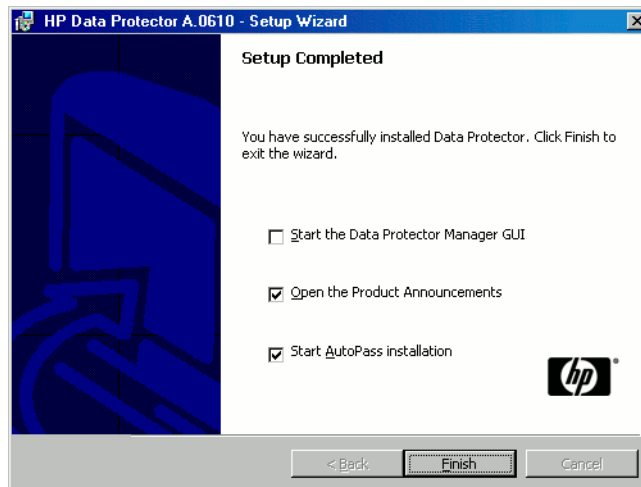 HP Data Protector A.0610 - Setup Wizard
Setup Completed
You have successfully installed Data Protector. Click Finish to
exit the wizard.
Start the Data Protector Manager GUI
Open the Product Announcements
Start AutoPass installation
hp
< Back
Finish
Cancel